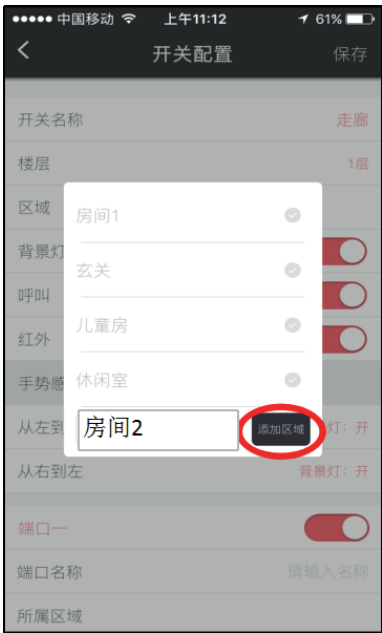 中国移动 上午11:12 61%
开关配置 保存
开关名称 走廊
楼层 1层
区域
房间1
背景灯
玄关
呼叫
儿童房
红外
休闲室
手势感
房间2 添加区域
从左到 灯：开
从右到左 背景灯：开
端口一
端口名称 请输入名称
所属区域